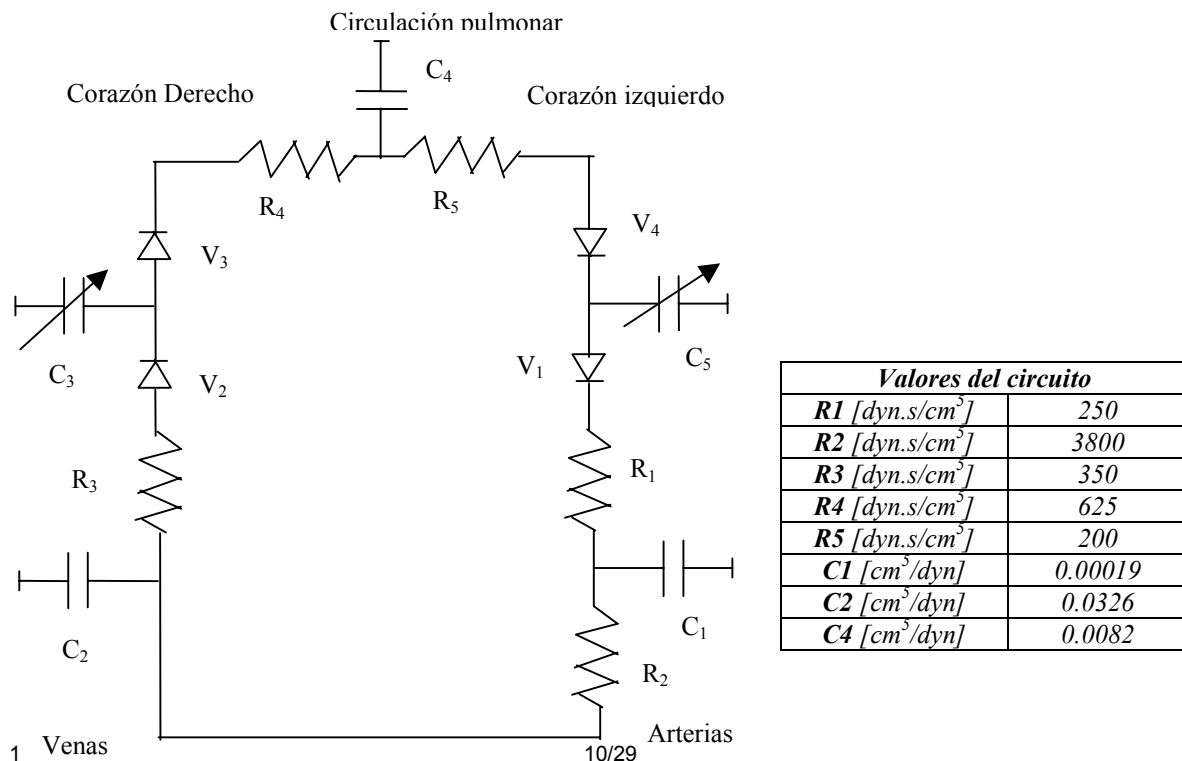 Circulación pulmonar
C4
Corazón Derecho
Corazón izquierdo
R4
R5
V3
V4
C3
V2
V1
C5
R3
R1
C2
C1
R2
1 Venas
10/29
Arterias
Valores del circuito
R1 [dyn.s/cm5] 250
R2 [dyn.s/cm5] 3800
R3 [dyn.s/cm5] 350
R4 [dyn.s/cm5] 625
R5 [dyn.s/cm5] 200
C1 [cm5/dyn] 0.00019
C2 [cm5/dyn] 0.0326
C4 [cm5/dyn] 0.0082